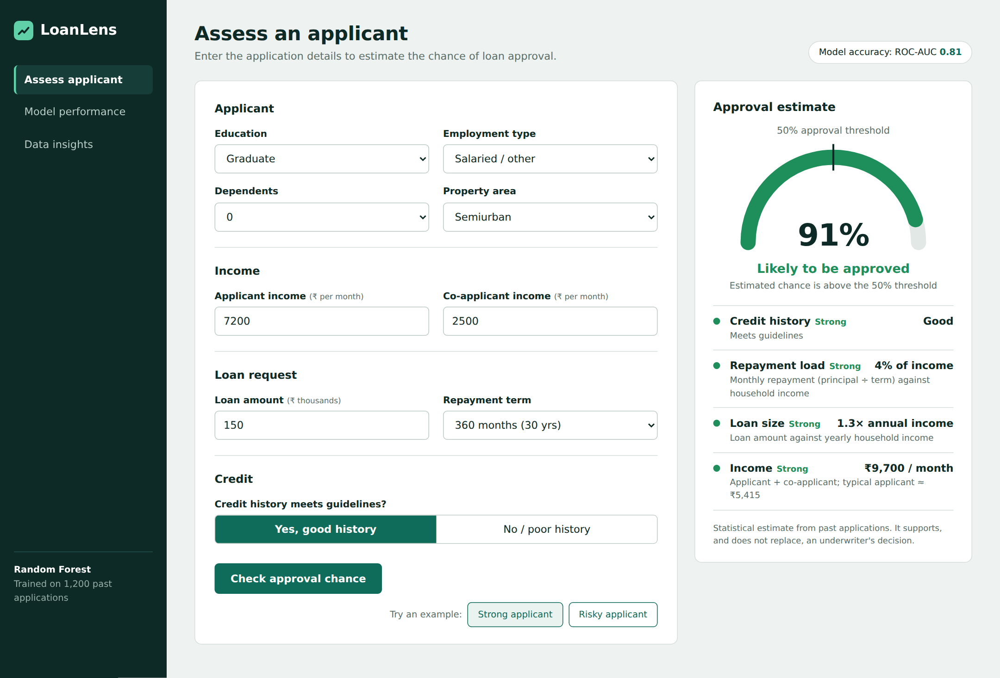 LoanLens
Assess applicant
Model performance
Data insights
Random Forest
Trained on 1,200 past
applications
Assess an applicant
Enter the application details to estimate the chance of loan approval.
Model accuracy: ROC-AUC 0.81
Applicant
Education
Employment type
Graduate
Salaried / other
Dependents
Property area
0
Semiurban
Income
Applicant income (₹ per month)
Co-applicant income (₹ per month)
7200
2500
Loan request
Loan amount (₹ thousands)
Repayment term
150
360 months (30 yrs)
Credit
Credit history meets guidelines?
Yes, good history
No / poor history
Check approval chance
Try an example:
Strong applicant
Risky applicant
Approval estimate
50% approval threshold
91%
Likely to be approved
Estimated chance is above the 50% threshold
Credit history Strong Good
Meets guidelines
Repayment load Strong 4% of income
Monthly repayment (principal ÷ term) against
household income
Loan size Strong 1.3× annual income
Loan amount against yearly household income
Income Strong ₹9,700 / month
Applicant + co-applicant; typical applicant ≈
₹5,415
Statistical estimate from past applications. It supports,
and does not replace, an underwriter's decision.